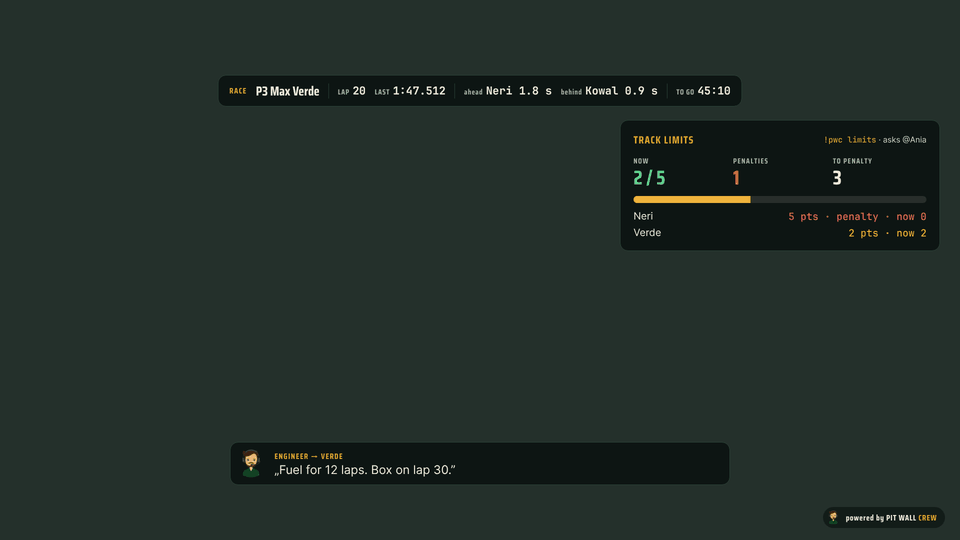 RACE P3 Max Verde LAP 20 LAST 1:47.512 ahead Neri 1.8 s behind Kowal 0.9 s TO GO 45:10
TRACK LIMITS !pwc limits · asks @Ania
NOW PENALTIES TO PENALTY
2/5 1 3
Neri 5 pts · penalty · now 0
Verde 2 pts · now 2
ENGINEER → VERDE
„Fuel for 12 laps. Box on lap 30.”
powered by PIT WALL CREW